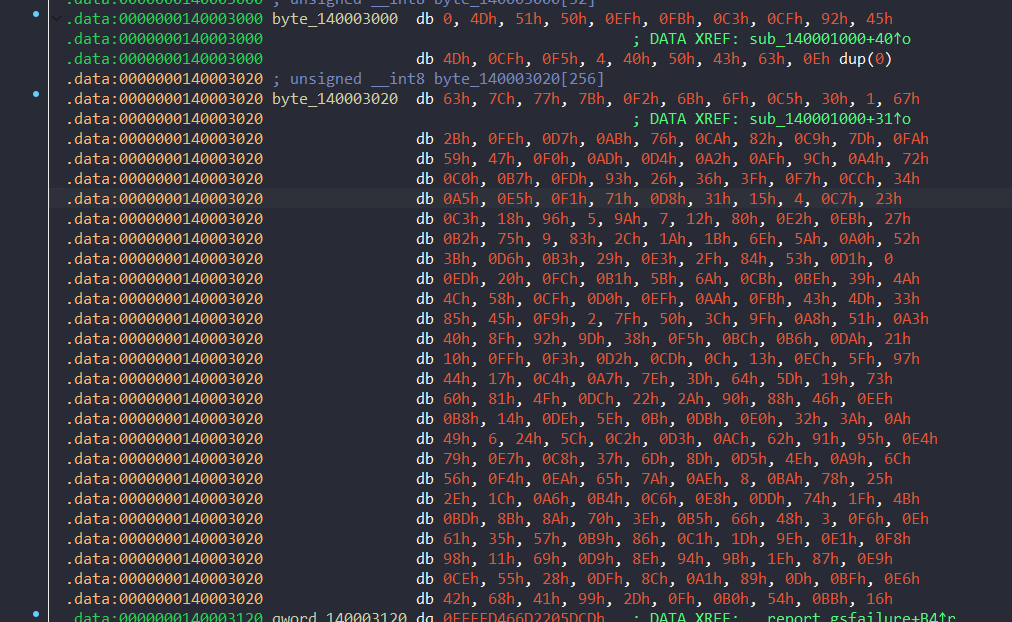 .data:0000000140003000 ; unsigned __int8 byte_140003000[32]
.data:0000000140003000 byte_140003000 db 0, 4Dh, 51h, 50h, 0EFh, 0FBh, 0C3h, 0CFh, 92h, 45h
.data:0000000140003000 ; DATA XREF: sub_140001000+40↑o
.data:0000000140003000 db 4Dh, 0CFh, 0F5h, 4, 40h, 50h, 43h, 63h, 0Eh dup(0)
.data:0000000140003020 ; unsigned __int8 byte_140003020[256]
.data:0000000140003020 byte_140003020 db 63h, 7Ch, 77h, 7Bh, 0F2h, 6Bh, 6Fh, 0C5h, 30h, 1, 67h
.data:0000000140003020 ; DATA XREF: sub_140001000+31↑o
.data:0000000140003020 db 2Bh, 0FEh, 0D7h, 0ABh, 76h, 0CAh, 82h, 0C9h, 7Dh, 0FAh
.data:0000000140003020 db 59h, 47h, 0F0h, 0ADh, 0D4h, 0A2h, 0AFh, 9Ch, 0A4h, 72h
.data:0000000140003020 db 0C0h, 0B7h, 0FDh, 93h, 26h, 36h, 3Fh, 0F7h, 0CCh, 34h
.data:0000000140003020 db 0A5h, 0E5h, 0F1h, 71h, 0D8h, 31h, 15h, 4, 0C7h, 23h
.data:0000000140003020 db 0C3h, 18h, 96h, 5, 9Ah, 7, 12h, 80h, 0E2h, 0EBh, 27h
.data:0000000140003020 db 0B2h, 75h, 9, 83h, 2Ch, 1Ah, 1Bh, 6Eh, 5Ah, 0A0h, 52h
.data:0000000140003020 db 3Bh, 0D6h, 0B3h, 29h, 0E3h, 2Fh, 84h, 53h, 0D1h, 0
.data:0000000140003020 db 0EDh, 20h, 0FCh, 0B1h, 5Bh, 6Ah, 0CBh, 0BEh, 39h, 4Ah
.data:0000000140003020 db 4Ch, 58h, 0CFh, 0D0h, 0EFh, 0AAh, 0FBh, 43h, 4Dh, 33h
.data:0000000140003020 db 85h, 45h, 0F9h, 2, 7Fh, 50h, 3Ch, 9Fh, 0A8h, 51h, 0A3h
.data:0000000140003020 db 40h, 8Fh, 92h, 9Dh, 38h, 0F5h, 0BCh, 0B6h, 0DAh, 21h
.data:0000000140003020 db 10h, 0FFh, 0F3h, 0D2h, 0CDh, 0Ch, 13h, 0ECh, 5Fh, 97h
.data:0000000140003020 db 44h, 17h, 0C4h, 0A7h, 7Eh, 3Dh, 64h, 5Dh, 19h, 73h
.data:0000000140003020 db 60h, 81h, 4Fh, 0DCh, 22h, 2Ah, 90h, 88h, 46h, 0EEh
.data:0000000140003020 db 0B8h, 14h, 0DEh, 5Eh, 0Bh, 0DBh, 0E0h, 32h, 3Ah, 0Ah
.data:0000000140003020 db 49h, 6, 24h, 5Ch, 0C2h, 0D3h, 0ACh, 62h, 91h, 95h, 0E4h
.data:0000000140003020 db 79h, 0E7h, 0C8h, 37h, 6Dh, 8Dh, 0D5h, 4Eh, 0A9h, 6Ch
.data:0000000140003020 db 56h, 0F4h, 0EAh, 65h, 7Ah, 0AEh, 8, 0BAh, 78h, 25h
.data:0000000140003020 db 2Eh, 1Ch, 0A6h, 0B4h, 0C6h, 0E8h, 0DDh, 74h, 1Fh, 4Bh
.data:0000000140003020 db 0BDh, 8Bh, 8Ah, 70h, 3Eh, 0B5h, 66h, 48h, 3, 0F6h, 0Eh
.data:0000000140003020 db 61h, 35h, 57h, 0B9h, 86h, 0C1h, 1Dh, 9Eh, 0E1h, 0F8h
.data:0000000140003020 db 98h, 11h, 69h, 0D9h, 8Eh, 94h, 9Bh, 1Eh, 87h, 0E9h
.data:0000000140003020 db 0CEh, 55h, 28h, 0DFh, 8Ch, 0A1h, 89h, 0Dh, 0BFh, 0E6h
.data:0000000140003020 db 42h, 68h, 41h, 99h, 2Dh, 0Fh, 0B0h, 54h, 0BBh, 16h
.data:0000000140003120 qword_140003120 dq 0FFFFD466D2205DCDh ; DATA XREF: __report_gsfailure+B4↑r